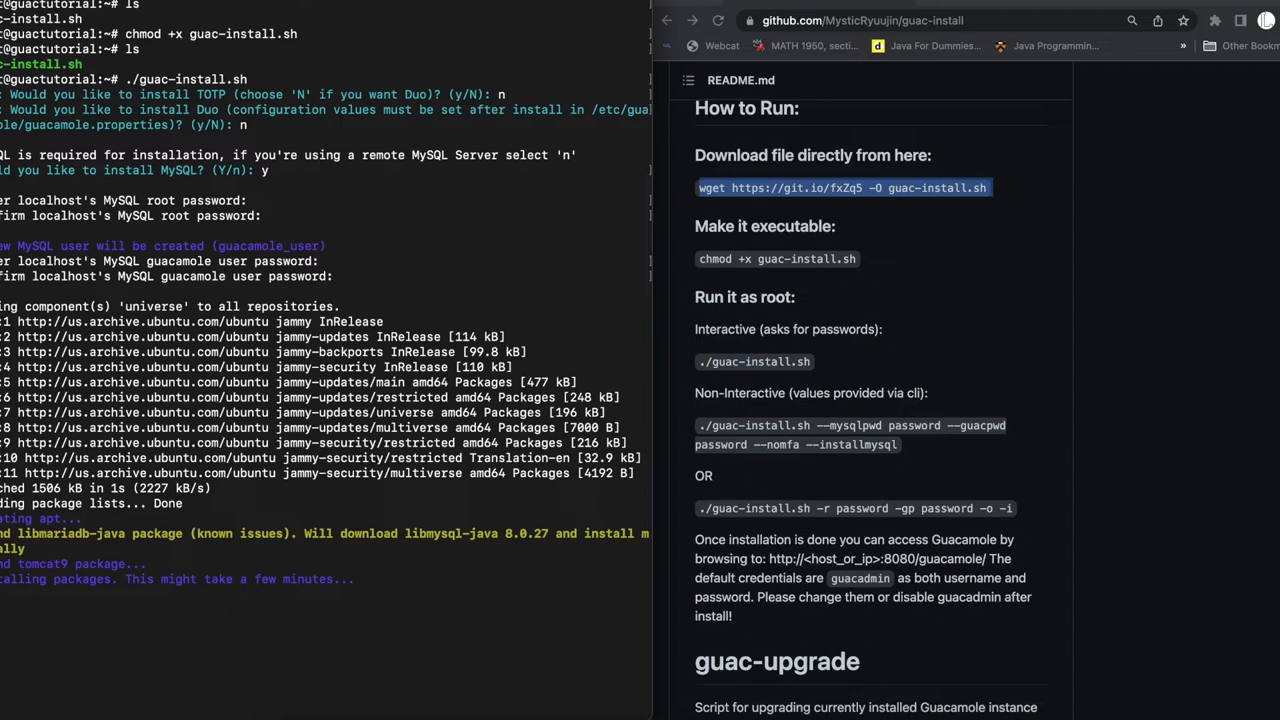 t@guactutorial:~# ls
c-install.sh
t@guactutorial:~# chmod +x guac-install.sh
t@guactutorial:~# ls
c-install.sh
t@guactutorial:~# ./guac-install.sh
: Would you like to install TOTP (choose 'N' if you want Duo)? (y/N): n
: Would you like to install Duo (configuration values must be set after install in /etc/gua
ole/guacamole.properties)? (y/N): n
QL is required for installation, if you're using a remote MySQL Server select 'n'
ld you like to install MySQL? (Y/n): y
er localhost's MySQL root password:
firm localhost's MySQL root password:
ew MySQL user will be created (guacamole_user)
er localhost's MySQL guacamole user password:
firm localhost's MySQL guacamole user password:
ing component(s) 'universe' to all repositories.
:1 http://us.archive.ubuntu.com/ubuntu jammy InRelease
:2 http://us.archive.ubuntu.com/ubuntu jammy-updates InRelease [114 kB]
:3 http://us.archive.ubuntu.com/ubuntu jammy-backports InRelease [99.8 kB]
:4 http://us.archive.ubuntu.com/ubuntu jammy-security InRelease [110 kB]
:5 http://us.archive.ubuntu.com/ubuntu jammy-updates/main amd64 Packages [477 kB]
:6 http://us.archive.ubuntu.com/ubuntu jammy-updates/restricted amd64 Packages [248 kB]
:7 http://us.archive.ubuntu.com/ubuntu jammy-updates/universe amd64 Packages [196 kB]
:8 http://us.archive.ubuntu.com/ubuntu jammy-updates/multiverse amd64 Packages [7000 B]
:9 http://us.archive.ubuntu.com/ubuntu jammy-security/restricted amd64 Packages [216 kB]
:10 http://us.archive.ubuntu.com/ubuntu jammy-security/restricted Translation-en [32.9 kB]
:11 http://us.archive.ubuntu.com/ubuntu jammy-security/multiverse amd64 Packages [4192 B]
ched 1506 kB in 1s (2227 kB/s)
ding package lists... Done
ating apt...
nd libmariadb-java package (known issues). Will download libmysql-java 8.0.27 and install m
ally
nd tomcat9 package...
talling packages. This might take a few minutes...
github.com/MysticRyuujin/guac-install
Webcat
MATH 1950, secti...
Java For Dummies...
Java Programmin...
»
Other Book
README.md
How to Run:
Download file directly from here:
wget https://git.io/fxZq5 -O guac-install.sh
Make it executable:
chmod +x guac-install.sh
Run it as root:
Interactive (asks for passwords):
./guac-install.sh
Non-Interactive (values provided via cli):
./guac-install.sh --mysqlpwd password --guacpwd
password --nomfa --installmysql
OR
./guac-install.sh -r password -gp password -o -i
Once installation is done you can access Guacamole by
browsing to: http://<host_or_ip>:8080/guacamole/ The
default credentials are guacadmin as both username and
password. Please change them or disable guacadmin after
install!
guac-upgrade
Script for upgrading currently installed Guacamole instance